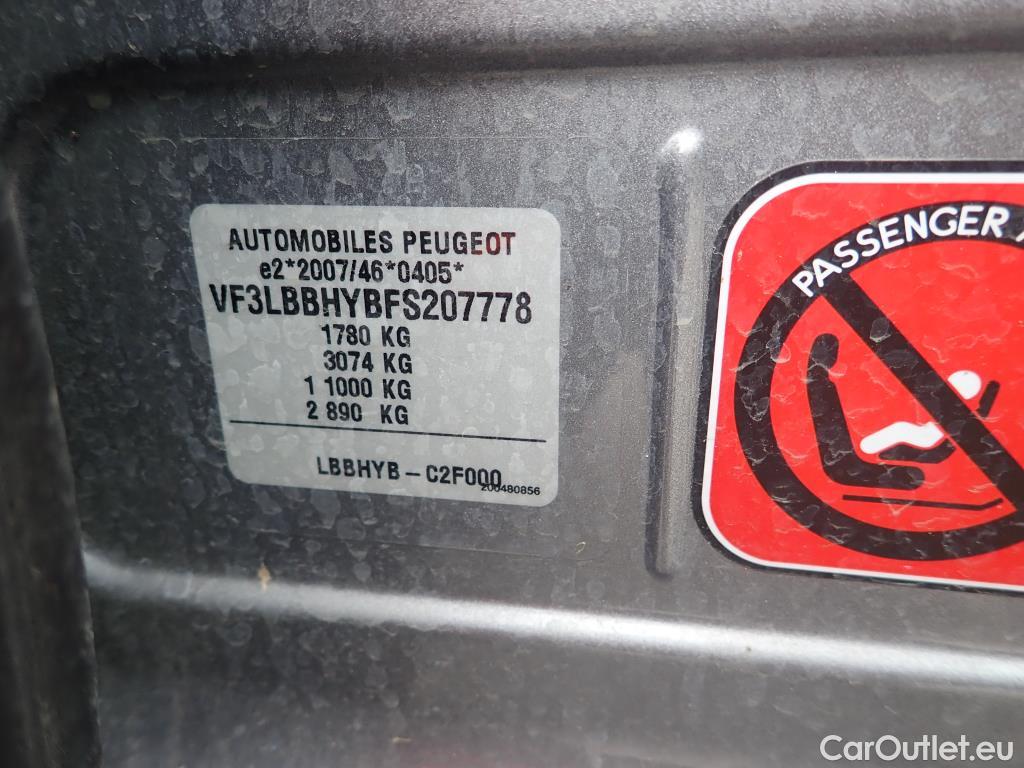 AUTOMOBILES PEUGEOT
e2*2007/46*0405*
VF3LBBHYBFS207778
1780 KG
3074 KG
1 1000 KG
2 890 KG
LBBHYB - C2F000
200480856
PASSENGER
CarOutlet.eu